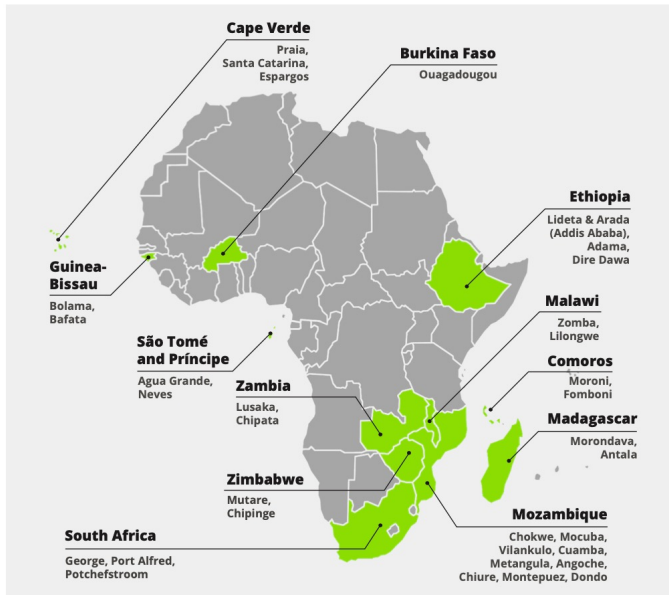 Cape Verde
Praia,
Santa Catarina,
Espargos
Burkina Faso
Ouagadougou
Ethiopia
Lideta & Arada
(Addis Ababa),
Adama,
Dire Dawa
Guinea-
Bissau
Bolama,
Bafata
Malawi
Zomba,
Lilongwe
São Tomé
and Príncipe
Agua Grande,
Neves
Comoros
Moroni,
Fomboni
Zambia
Lusaka,
Chipata
Madagascar
Morondava,
Antala
Zimbabwe
Mutare,
Chipinge
Mozambique
Chokwe, Mocuba,
Vilankulo, Cuamba,
Metangula, Angoche,
Chiure, Montepuez, Dondo
South Africa
George, Port Alfred,
Potchefstroom